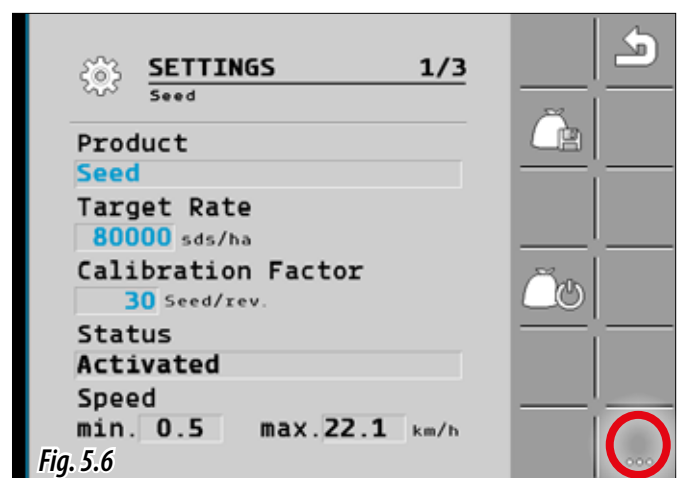 SETTINGS 1/3
Seed
Product
Seed
Target Rate
80000 sds/ha
Calibration Factor
30 Seed/rev.
Status
Activated
Speed
min. 0.5 max. 22.1 km/h
Fig. 5.6